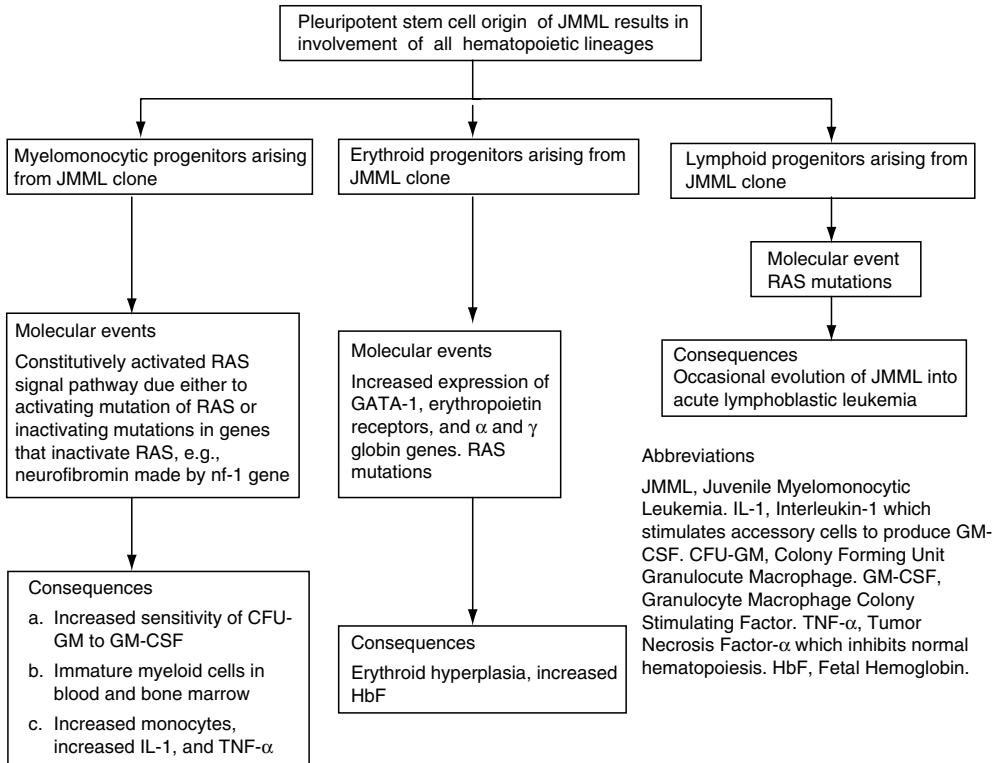 Pleuripotent stem cell origin of JMML results in
involvement of all hematopoietic lineages
Myelomonocytic progenitors arising
from JMML clone
Erythroid progenitors arising from
JMML clone
Lymphoid progenitors arising from
JMML clone
Molecular event
RAS mutations
Molecular events
Constitutively activated RAS
signal pathway due either to
activating mutation of RAS or
inactivating mutations in genes
that inactivate RAS, e.g.,
neurofibromin made by nf-1 gene
Molecular events
Increased expression of
GATA-1, erythropoietin
receptors, and α and γ
globin genes. RAS
mutations
Consequences
Occasional evolution of JMML into
acute lymphoblastic leukemia
Consequences
a. Increased sensitivity of CFU-
GM to GM-CSF
b. Immature myeloid cells in
blood and bone marrow
c. Increased monocytes,
increased IL-1, and TNF-α
Consequences
Erythroid hyperplasia, increased
HbF
Abbreviations
JMML, Juvenile Myelomonocytic
Leukemia. IL-1, Interleukin-1 which
stimulates accessory cells to produce GM-
CSF. CFU-GM, Colony Forming Unit
Granulocute Macrophage. GM-CSF,
Granulocyte Macrophage Colony
Stimulating Factor. TNF-α, Tumor
Necrosis Factor-α which inhibits normal
hematopoiesis. HbF, Fetal Hemoglobin.